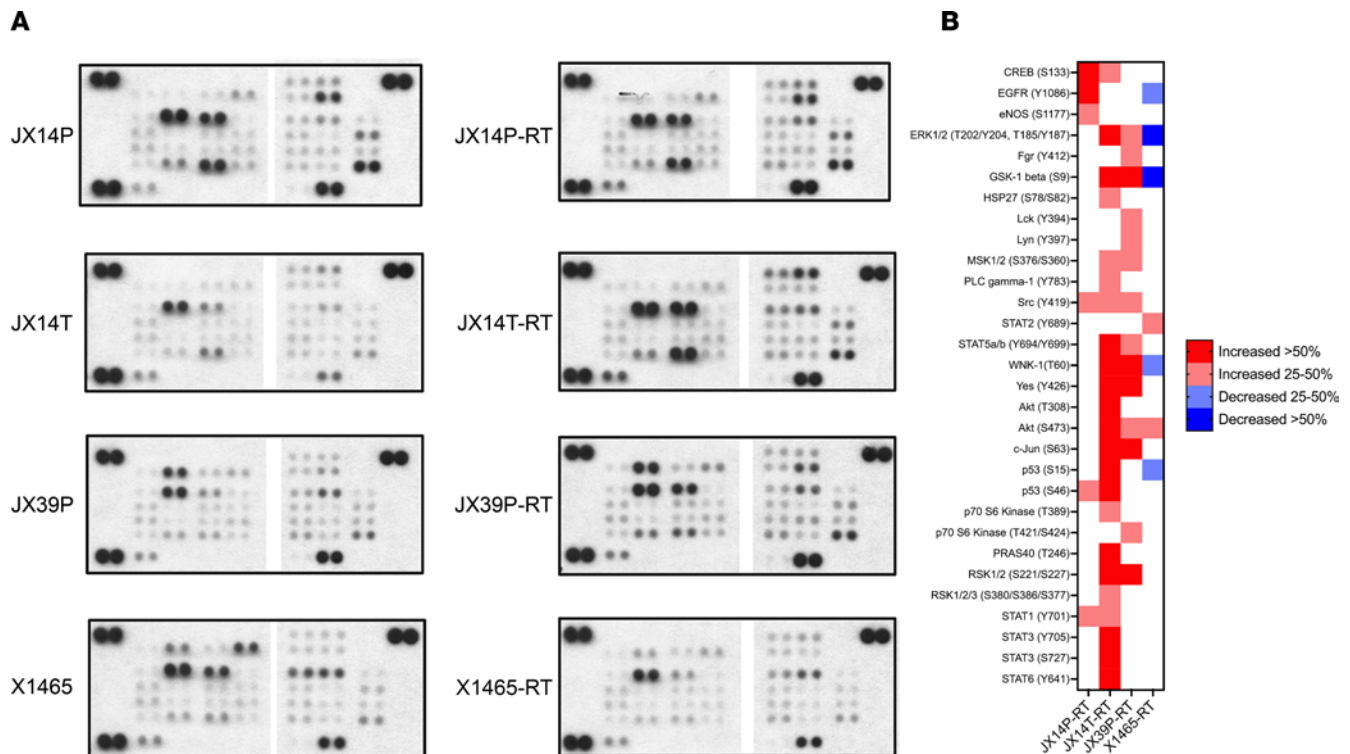 A
B
JX14P
JX14P-RT
JX14T
JX14T-RT
JX39P
JX39P-RT
X1465
X1465-RT
CREB (S133)
EGFR (Y1086)
eNOS (S1177)
ERK1/2 (T202/Y204, T185/Y187)
Fgr (Y412)
GSK-1 beta (S9)
HSP27 (S78/S82)
Lck (Y394)
Lyn (Y397)
MSK1/2 (S376/S360)
PLC gamma-1 (Y783)
Src (Y419)
STAT2 (Y689)
STAT5a/b (Y694/Y699)
WNK-1(T60)
Yes (Y426)
Akt (T308)
Akt (S473)
c-Jun (S63)
p53 (S15)
p53 (S46)
p70 S6 Kinase (T389)
p70 S6 Kinase (T421/S424)
PRAS40 (T246)
RSK1/2 (S221/S227)
RSK1/2/3 (S380/S386/S377)
STAT1 (Y701)
STAT3 (Y705)
STAT3 (S727)
STAT6 (Y641)
JX14P-RT
JX14T-RT
JX39P-RT
X1465-RT
Increased >50%
Increased 25-50%
Decreased 25-50%
Decreased >50%